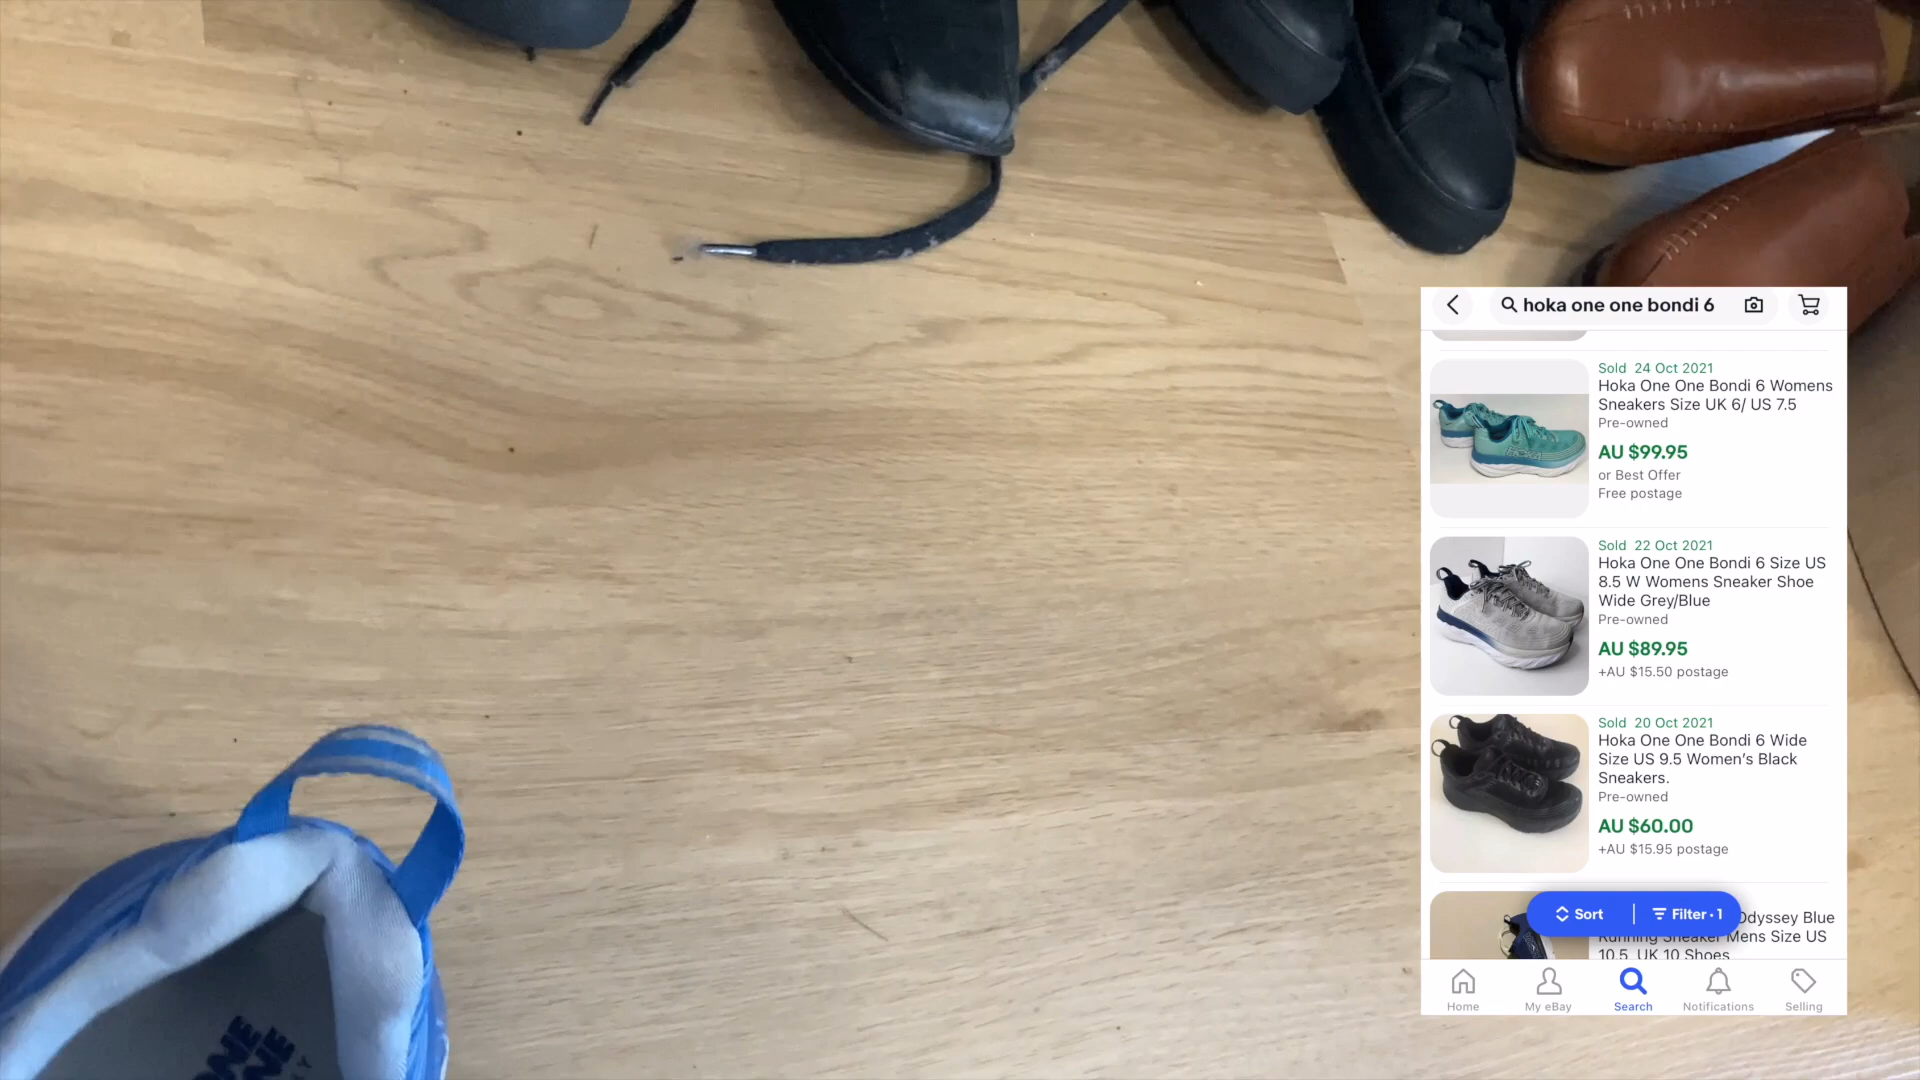 hoka one one bondi 6
Sold 24 Oct 2021
Hoka One One Bondi 6 Womens
Sneakers Size UK 6/ US 7.5
Pre-owned
AU $99.95
or Best Offer
Free postage
Sold 22 Oct 2021
Hoka One One Bondi 6 Size US
8.5 W Womens Sneaker Shoe
Wide Grey/Blue
Pre-owned
AU $89.95
+AU $15.50 postage
Sold 20 Oct 2021
Hoka One One Bondi 6 Wide
Size US 9.5 Women's Black
Sneakers.
Pre-owned
AU $60.00
+AU $15.95 postage
Sort
Filter • 1
Odyssey Blue
Running Sneaker Mens Size US
10.5 UK 10 Shoes
Home
My eBay
Search
Notifications
Selling
ONE
ONE